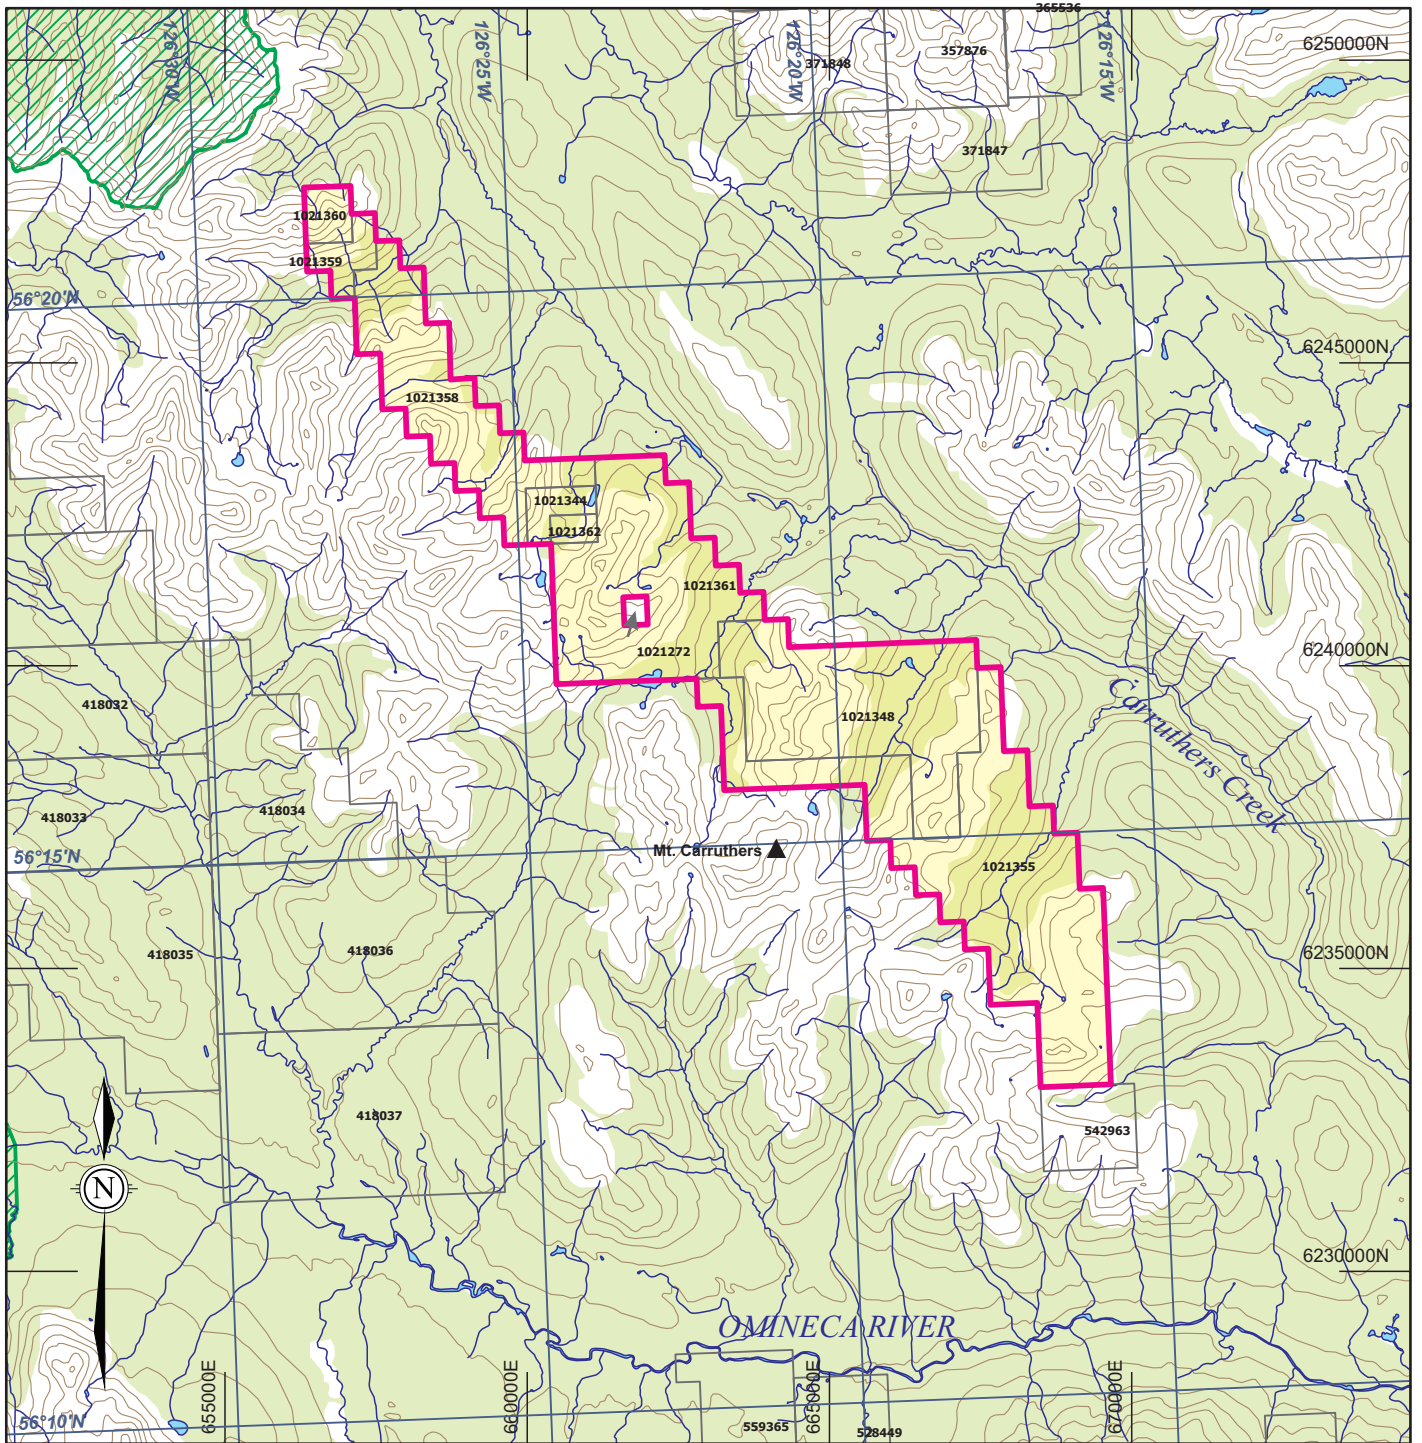 365536
126°30'W
126°25'W
126°20'W
126°15'W
6250000N
357876
371848
371847
1021360
1021359
56°20'N
6245000N
1021358
1021344
1021362
1021361
1021272
6240000N
418032
1021348
Carruthers Creek
418033
418034
Mt. Carruthers
56°15'N
1021355
418035
418036
6235000N
418037
542963
N
6230000N
OMINECA RIVER
655000E
660000E
665000E
670000E
56°10'N
559365
528449